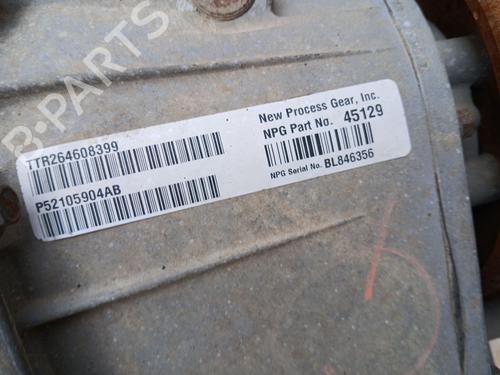 B-PARTS
TTR264608399
P52105904AB
New Process Gear, Inc.
NPG Part No. 45129
NPG Serial No. BL846356